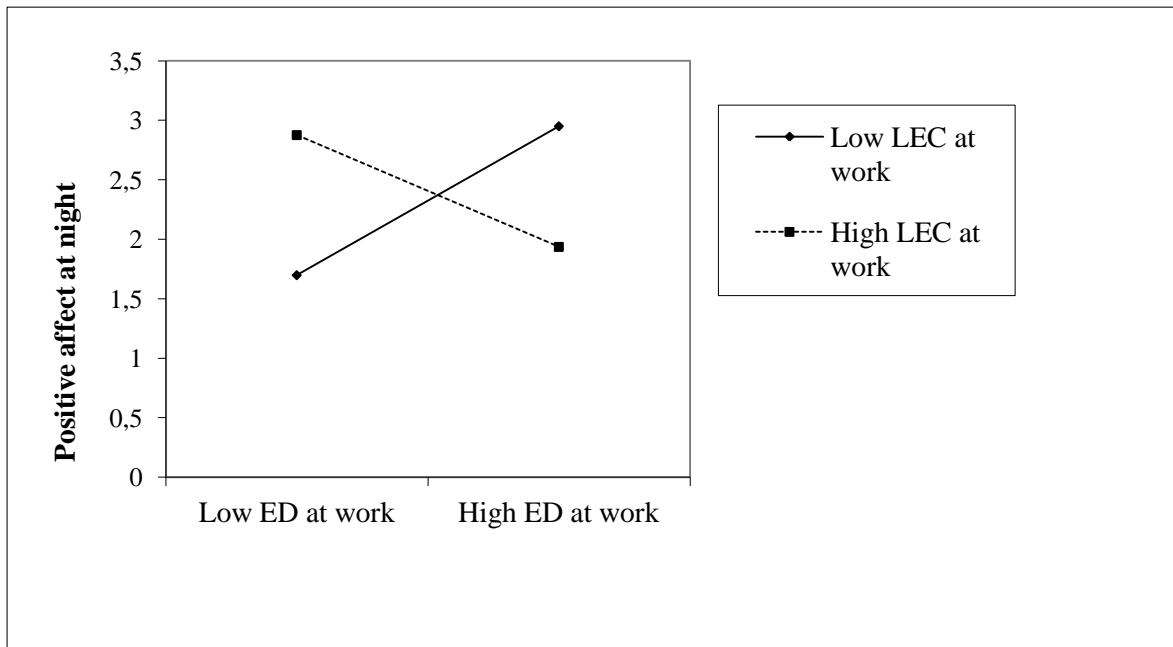 3,5
3
2,5
2
1,5
1
0,5
0
Positive affect at night
Low ED at work
High ED at work
Low LEC at
work
High LEC at
work